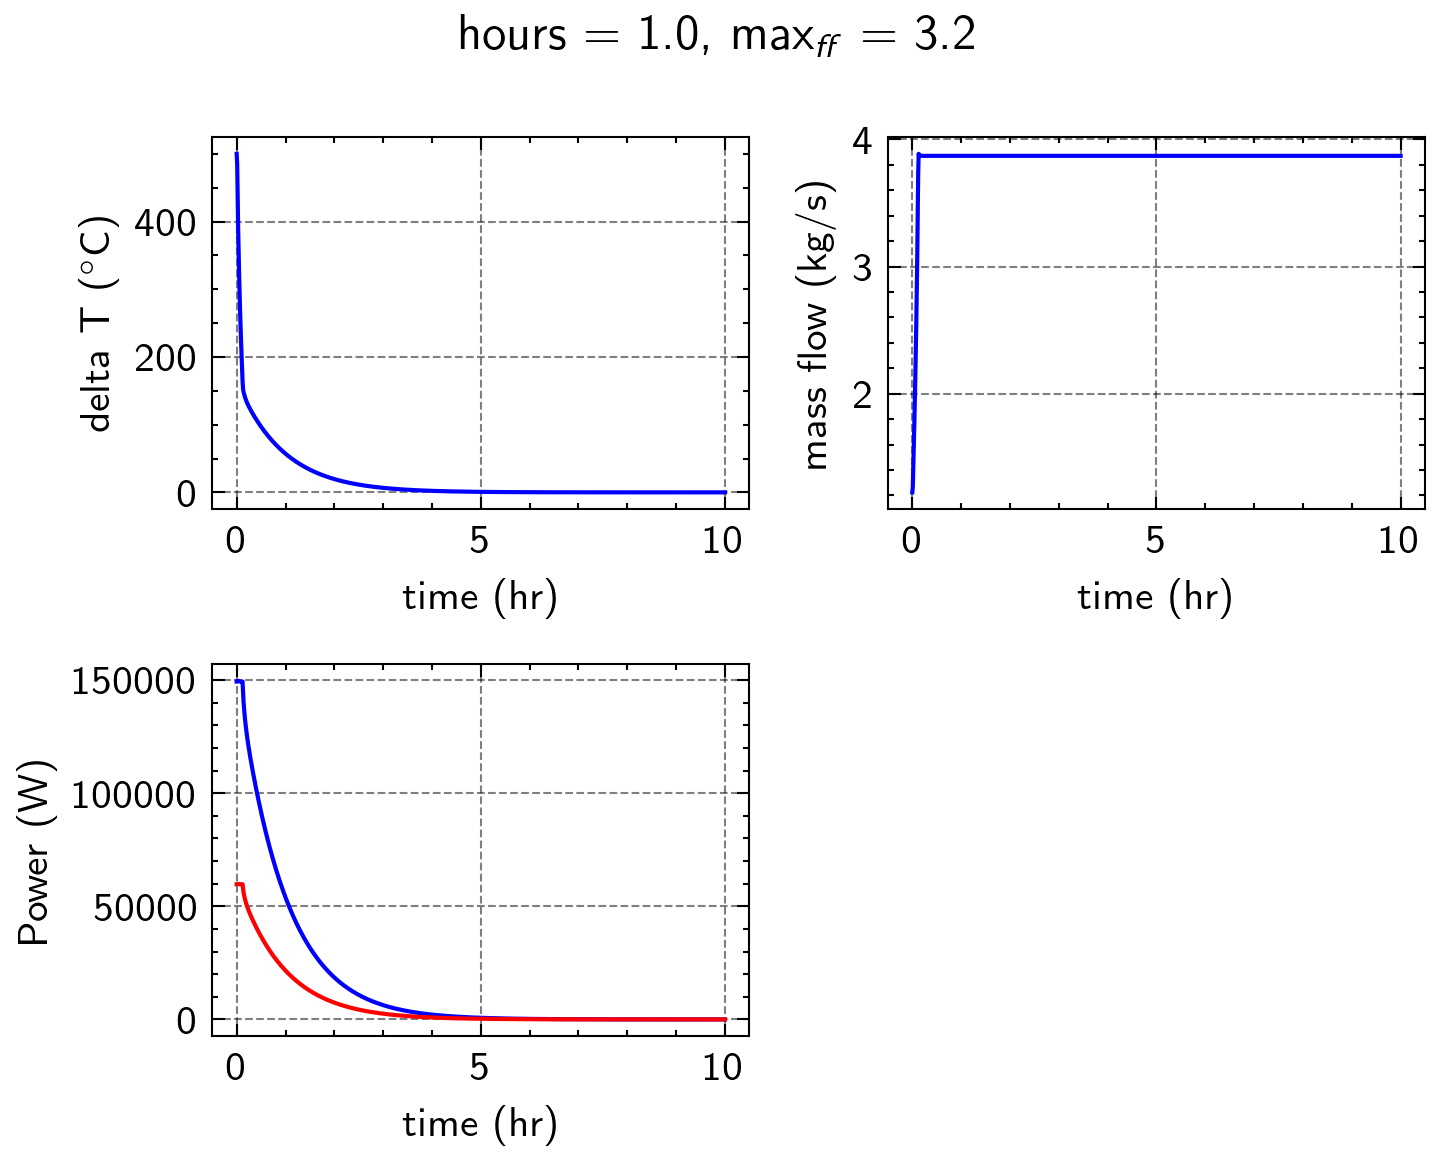 hours = 1.0, max_ff = 3.2
delta T (°C)
400
200
0
0 5 10
time (hr)
mass flow (kg/s)
4
3
2
0 5 10
time (hr)
Power (W)
150000
100000
50000
0
0 5 10
time (hr)